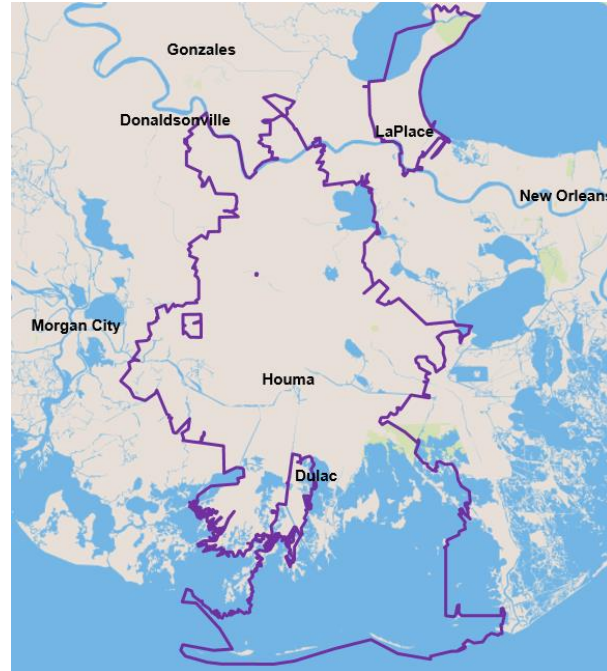 Gonzales
Donaldsonville
LaPlace
New Orleans
Morgan City
Houma
Dulac